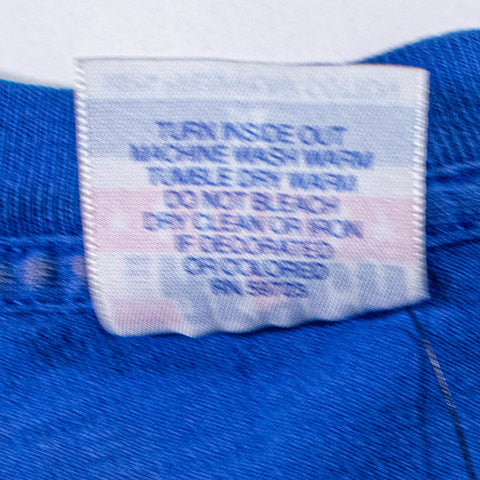 TURN INSIDE OUT
MACHINE WASH WARM
TUMBLE DRY WARM
DO NOT BLEACH
DRY CLEAN OR IRON
IF DECORATED
OR COLORED
RN